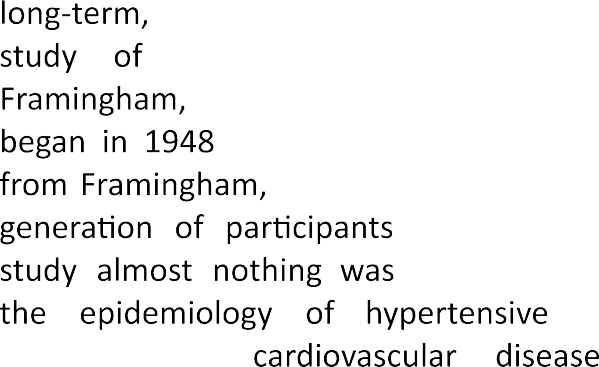 long-term,
study of
Framingham,
began in 1948
from Framingham,
generation of participants
study almost nothing was
the epidemiology of hypertensive
cardiovascular disease